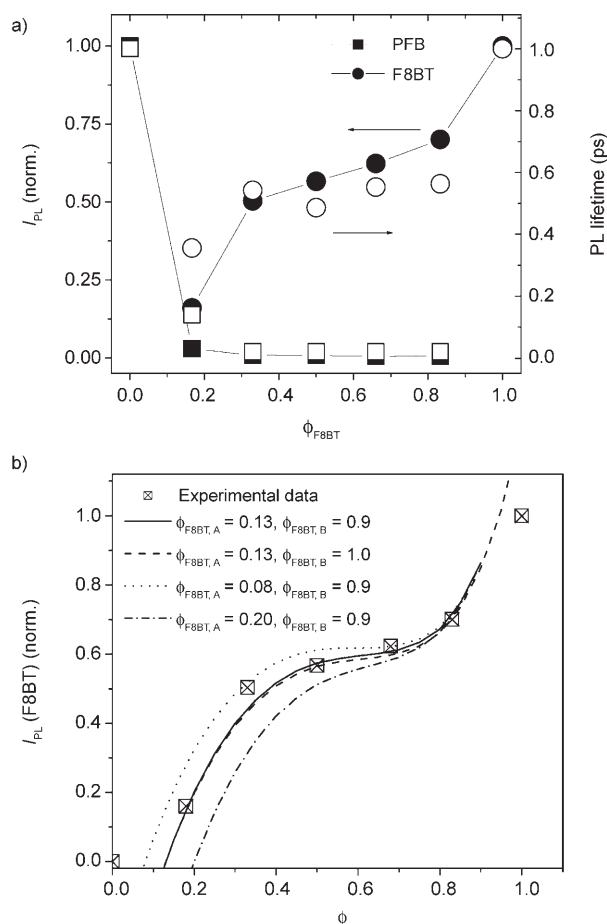 a)
PFB
F8BT
1.00
0.75
0.50
0.25
0.00
I_PL (norm.)
1.0
0.8
0.6
0.4
0.2
0.0
PL lifetime (ps)
0.0 0.2 0.4 0.6 0.8 1.0
ϕ_F8BT
b)
Experimental data
ϕ_F8BT, A = 0.13, ϕ_F8BT, B = 0.9
ϕ_F8BT, A = 0.13, ϕ_F8BT, B = 1.0
ϕ_F8BT, A = 0.08, ϕ_F8BT, B = 0.9
ϕ_F8BT, A = 0.20, ϕ_F8BT, B = 0.9
1.0
0.8
0.6
0.4
0.2
0.0
I_PL (F8BT) (norm.)
0.0 0.2 0.4 0.6 0.8 1.0
ϕ